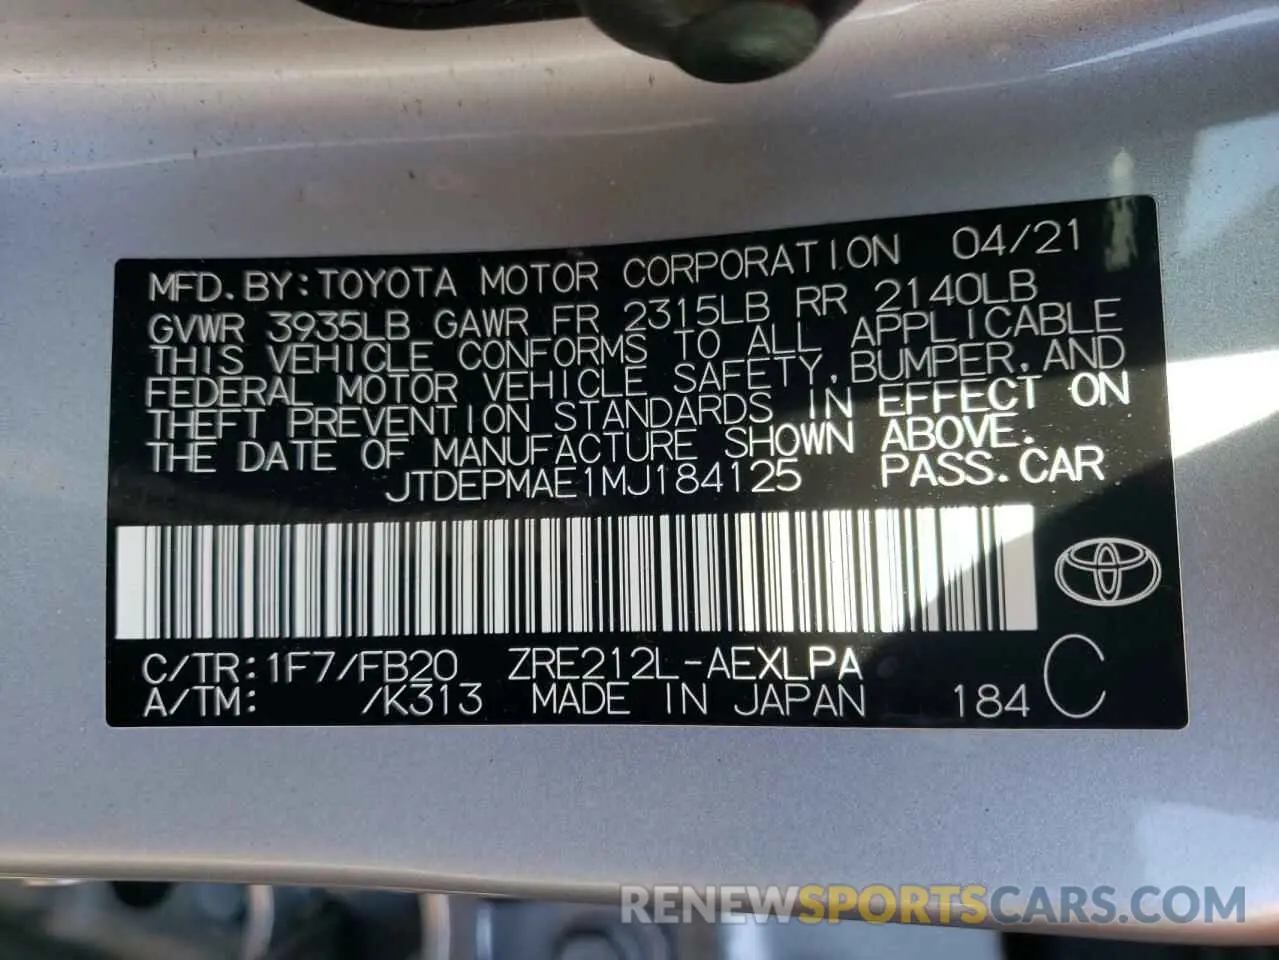 MFD. BY: TOYOTA MOTOR CORPORATION 04/21
GVWR 3935LB GAWR FR 2315LB RR 2140LB
THIS VEHICLE CONFORMS TO ALL APPLICABLE
FEDERAL MOTOR VEHICLE SAFETY, BUMPER, AND
THEFT PREVENTION STANDARDS IN EFFECT ON
THE DATE OF MANUFACTURE SHOWN ABOVE.
JTDEPMAE1MJ184125 PASS. CAR
C/TR: 1F7/FB20 ZRE212L-AEXLPA
A/TM: /K313 MADE IN JAPAN 184 C
RENEWSPORTSCARS.COM